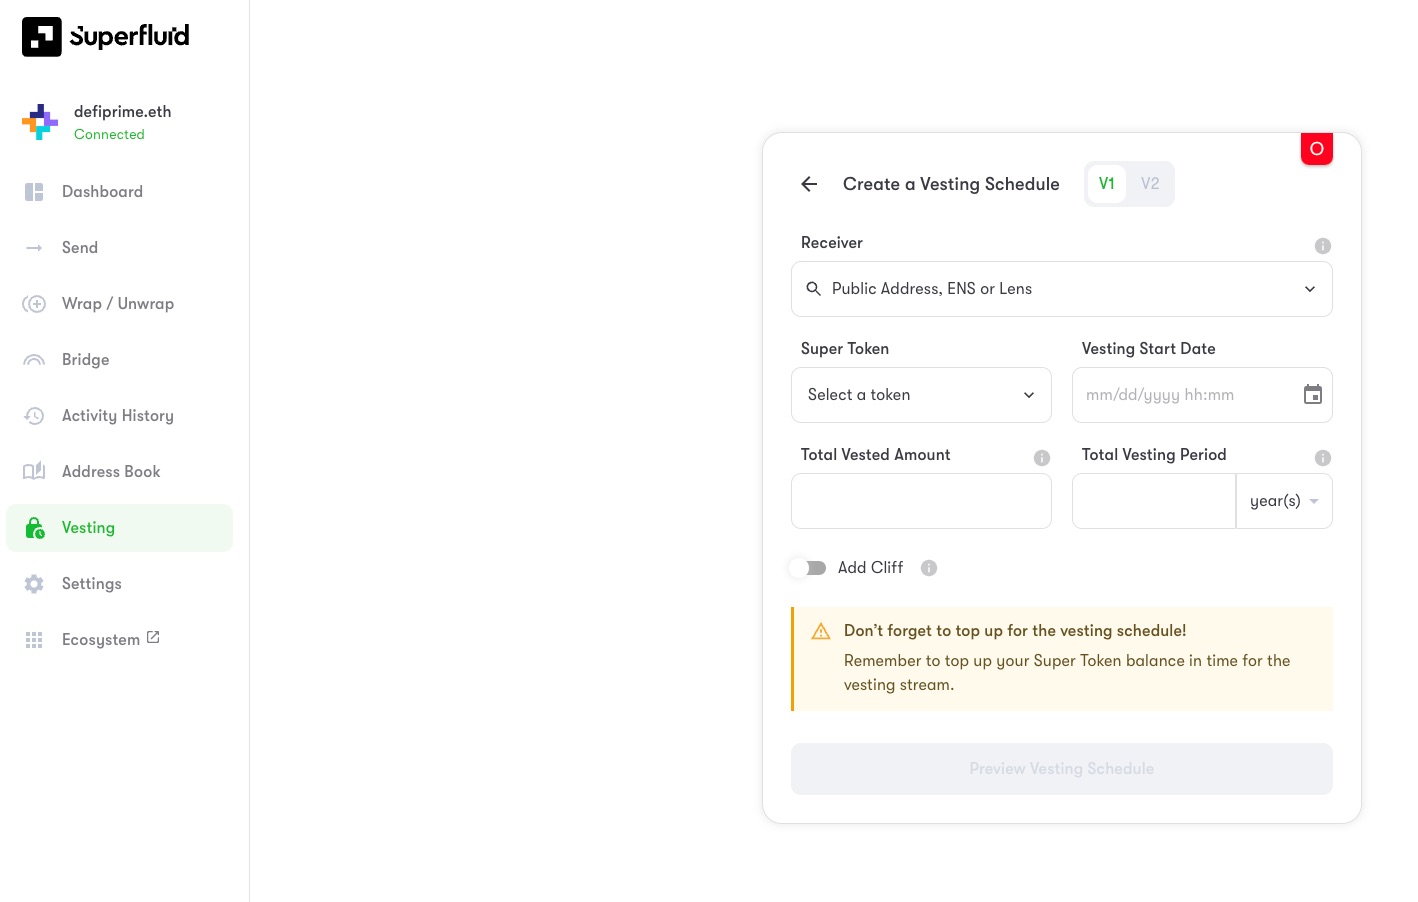 Superfluid
defiprime.eth
Connected
Dashboard
Send
Wrap / Unwrap
Bridge
Activity History
Address Book
Vesting
Settings
Ecosystem
Create a Vesting Schedule
V1 V2
Receiver
Public Address, ENS or Lens
Super Token
Vesting Start Date
Select a token
mm/dd/yyyy hh:mm
Total Vested Amount
Total Vesting Period
year(s)
Add Cliff
Don’t forget to top up for the vesting schedule!
Remember to top up your Super Token balance in time for the
vesting stream.
Preview Vesting Schedule